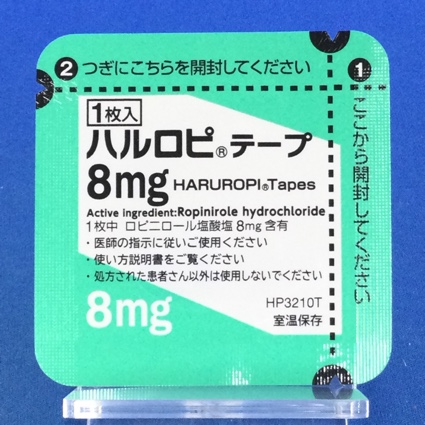 ② つぎにこちらを開封してください
①
ここから開封してください
1枚入
ハルロピ®テープ
8mg HARUROPI®Tapes
Active ingredient:Ropinirole hydrochloride
1枚中 ロピニロール塩酸塩 8mg 含有
・医師の指示に従いご使用ください
・使い方説明書をご覧ください
・処方された患者さん以外は使用しないでください
HP3210T
8mg
室温保存